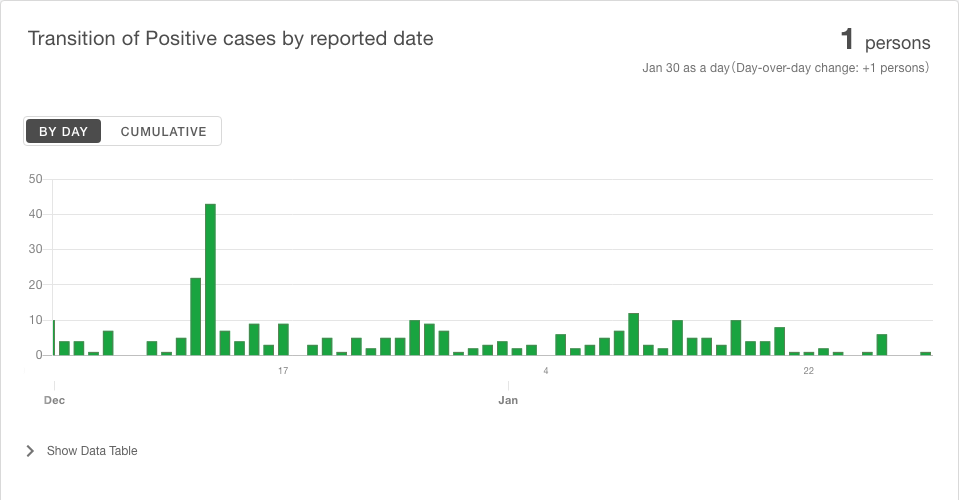 Transition of Positive cases by reported date
1 persons
Jan 30 as a day(Day-over-day change: +1 persons)
BY DAY CUMULATIVE
50
40
30
20
10
0
17 4 22
Dec Jan
Show Data Table